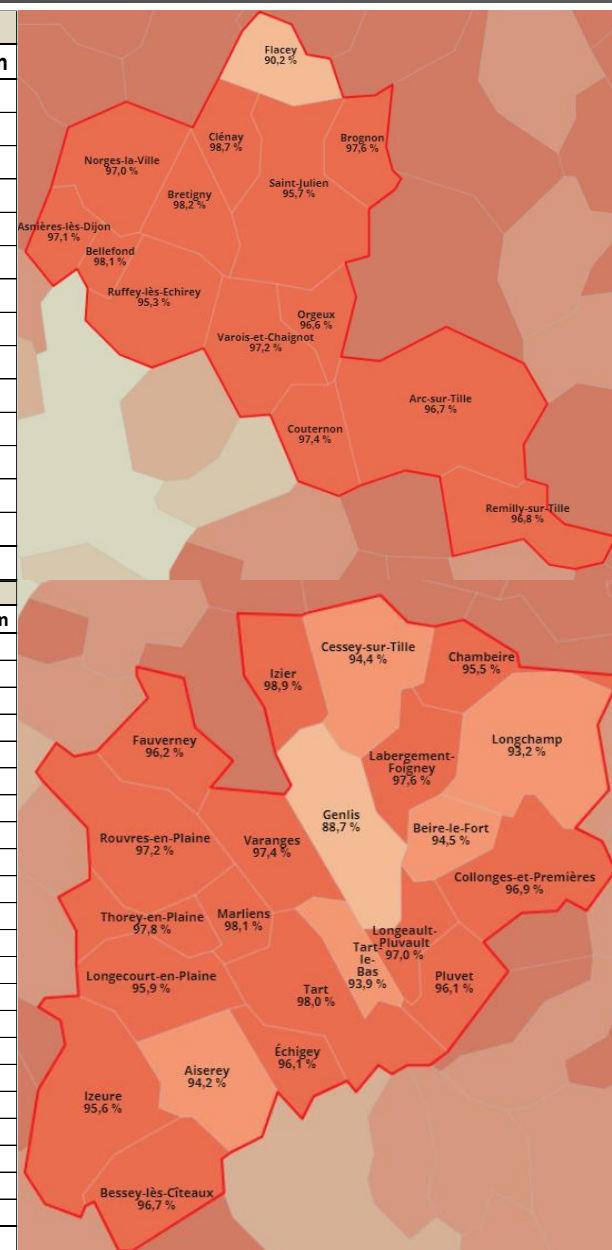 n
Flacey
90,2 %
Clénay
98,7 %
Brognon
97,6 %
Norges-la-Ville
97,0 %
Saint-Julien
95,7 %
Bretigny
98,2 %
Asnières-lès-Dijon
97,1 %
Bellefond
98,1 %
Ruffey-lès-Echirey
95,3 %
Orgeux
96,6 %
Varois-et-Chaignot
97,2 %
Arc-sur-Tille
96,7 %
Couternon
97,4 %
Remilly-sur-Tille
96,8 %
n
Cessey-sur-Tille
94,4 %
Izier
98,9 %
Chambeire
95,5 %
Fauverney
96,2 %
Longchamp
93,2 %
Labergement-
Foigney
97,6 %
Genlis
88,7 %
Beire-le-Fort
94,5 %
Rouvres-en-Plaine
97,2 %
Varanges
97,4 %
Collonges-et-Premières
96,9 %
Thorey-en-Plaine
97,8 %
Marliens
98,1 %
Longeault-
Pluvault
97,0 %
Tart-
le-
Bas
93,9 %
Longecourt-en-Plaine
95,9 %
Pluvet
96,1 %
Tart
98,0 %
Échigey
96,1 %
Aiserey
94,2 %
Izeure
95,6 %
Bessey-lès-Cîteaux
96,7 %